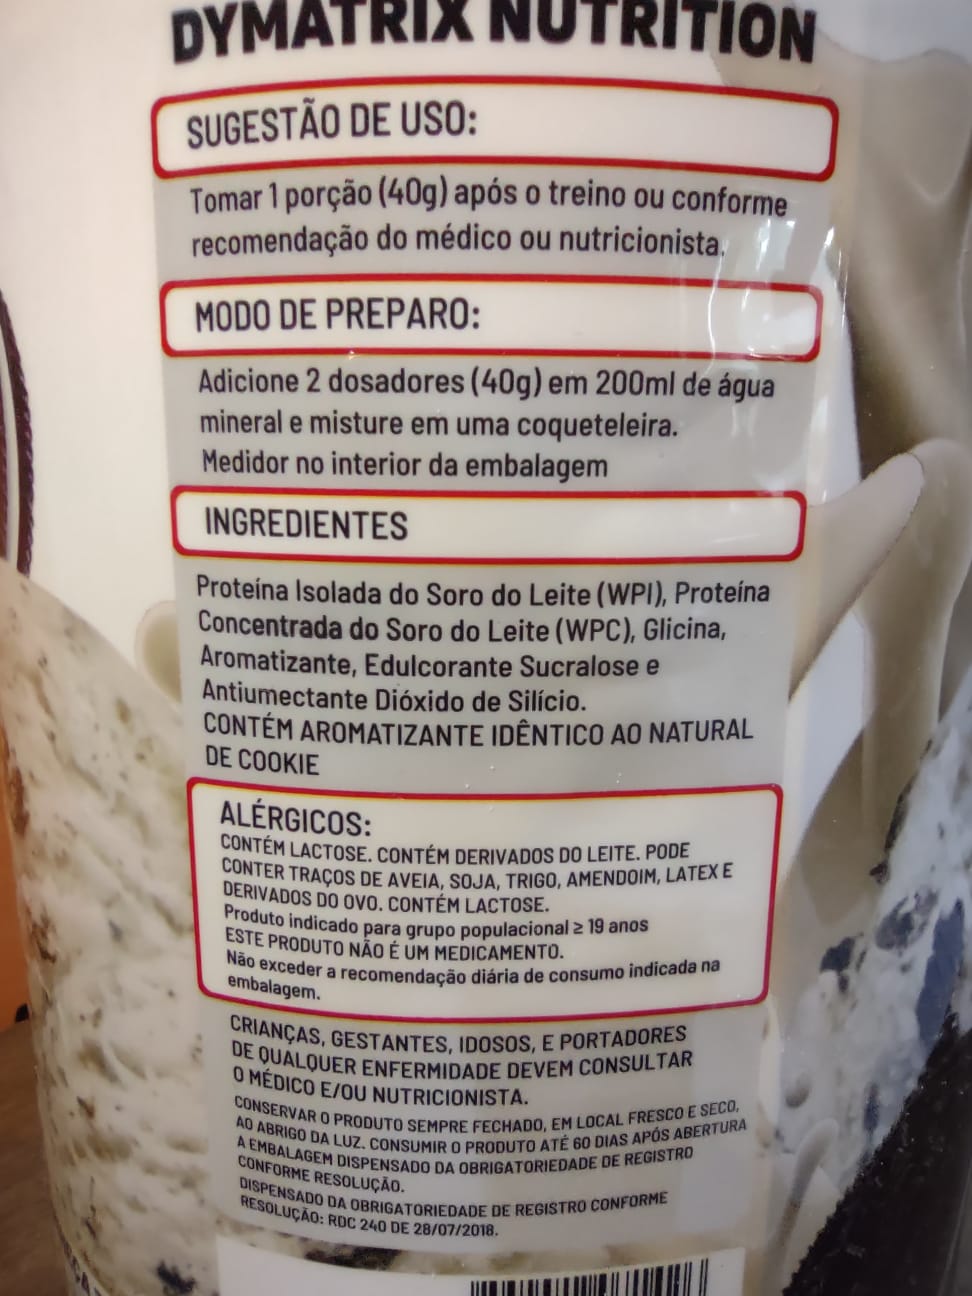 DYMATRIX NUTRITION
SUGESTÃO DE USO:
Tomar 1 porção (40g) após o treino ou conforme
recomendação do médico ou nutricionista.
MODO DE PREPARO:
Adicione 2 dosadores (40g) em 200ml de água
mineral e misture em uma coqueteleira.
Medidor no interior da embalagem
INGREDIENTES
Proteína Isolada do Soro do Leite (WPI), Proteína
Concentrada do Soro do Leite (WPC), Glicina,
Aromatizante, Edulcorante Sucralose e
Antiumectante Dióxido de Silício.
CONTÉM AROMATIZANTE IDÊNTICO AO NATURAL
DE COOKIE
ALÉRGICOS:
CONTÉM LACTOSE. CONTÉM DERIVADOS DO LEITE. PODE
CONTER TRAÇOS DE AVEIA, SOJA, TRIGO, AMENDOIM, LATEX E
DERIVADOS DO OVO. CONTÉM LACTOSE.
Produto indicado para grupo populacional ≥ 19 anos
ESTE PRODUTO NÃO É UM MEDICAMENTO.
Não exceder a recomendação diária de consumo indicada na
embalagem.
CRIANÇAS, GESTANTES, IDOSOS, E PORTADORES
DE QUALQUER ENFERMIDADE DEVEM CONSULTAR
O MÉDICO E/OU NUTRICIONISTA.
CONSERVAR O PRODUTO SEMPRE FECHADO, EM LOCAL FRESCO E SECO,
AO ABRIGO DA LUZ. CONSUMIR O PRODUTO ATÉ 60 DIAS APÓS ABERTURA
A EMBALAGEM DISPENSADO DA OBRIGATORIEDADE DE REGISTRO
CONFORME RESOLUÇÃO.
DISPENSADO DA OBRIGATORIEDADE DE REGISTRO CONFORME
RESOLUÇÃO: RDC 240 DE 28/07/2018.